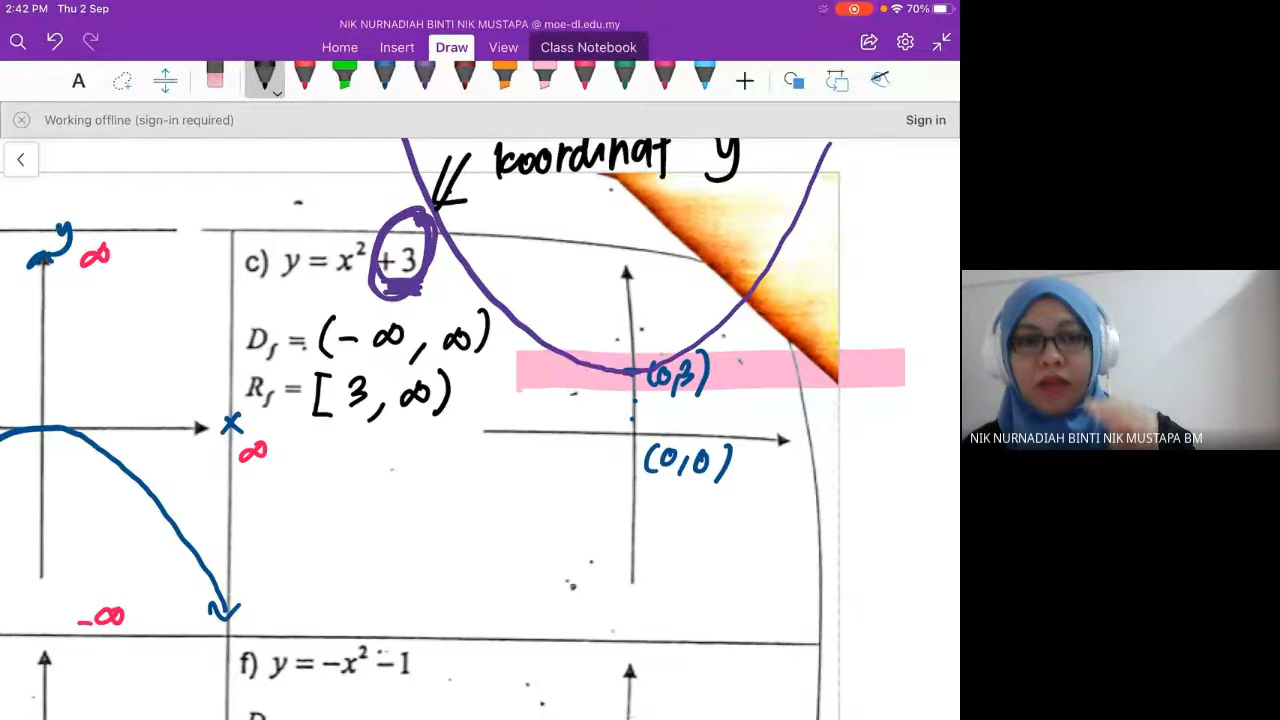 2:42 PM Thu 2 Sep
70%
NIK NURNADIAH BINTI NIK MUSTAPA @ moe-dl.edu.my
Home Insert Draw View Class Notebook
A
Working offline (sign-in required) Sign in
koordinat y
y
∞
c) y = x² + 3
D_f = (-∞, ∞)
R_f = [3, ∞)
(0,3)
x
∞
(0,0)
-∞
f) y = -x² - 1
NIK NURNADIAH BINTI NIK MUSTAPA BM